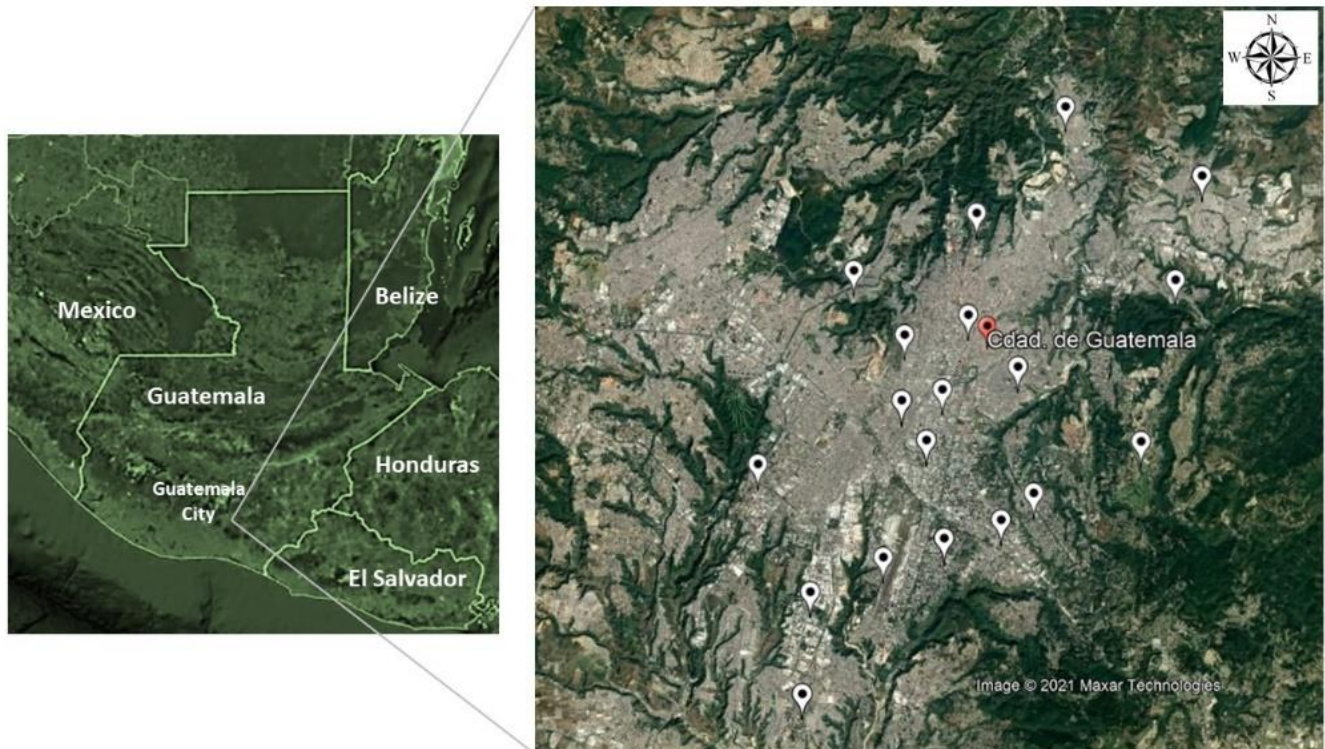 Mexico
Belize
Guatemala
Honduras
Guatemala
City
El Salvador
N
W E
S
Cdad. de Guatemala
Image © 2021 Maxar Technologies